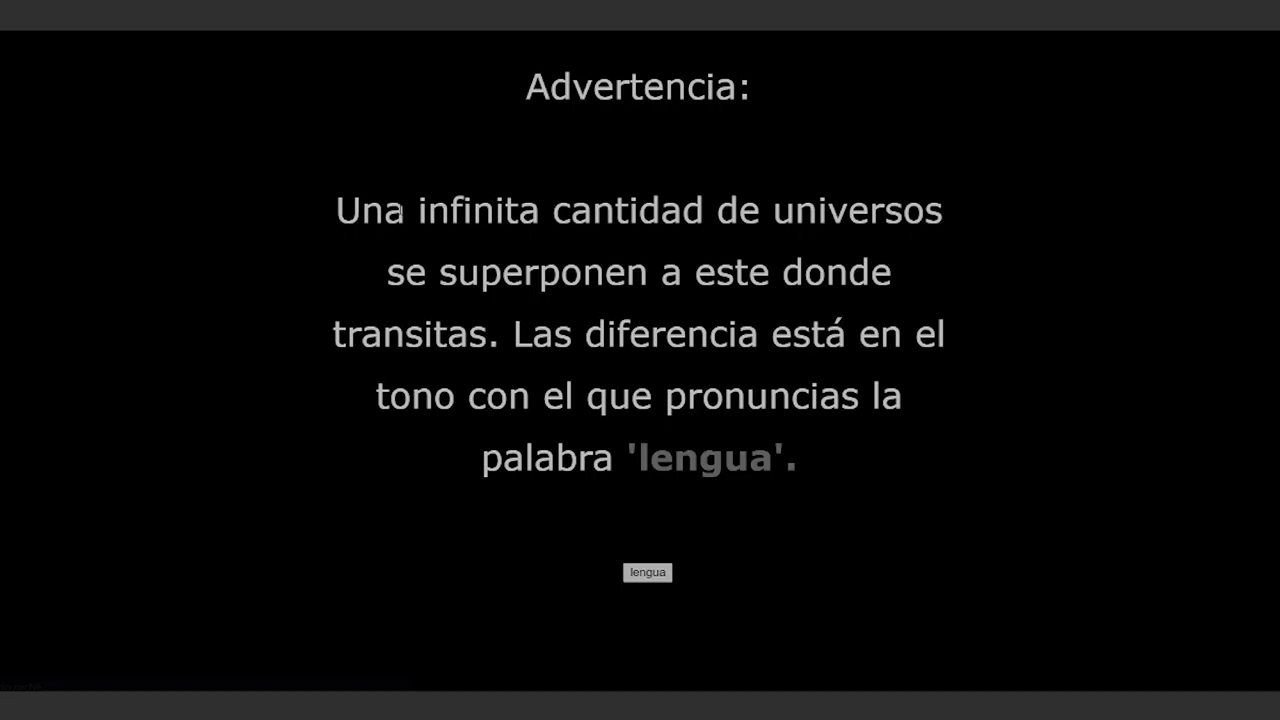 Advertencia:
Una infinita cantidad de universos
se superponen a este donde
transitas. Las diferencia está en el
tono con el que pronuncias la
palabra 'lengua'.
lengua